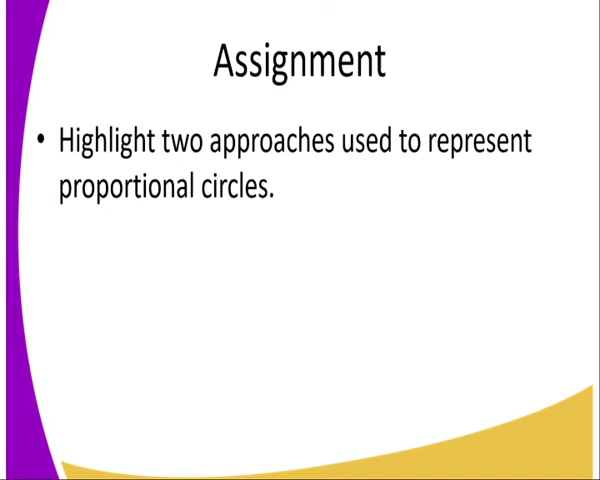 Assignment
• Highlight two approaches used to represent
proportional circles.